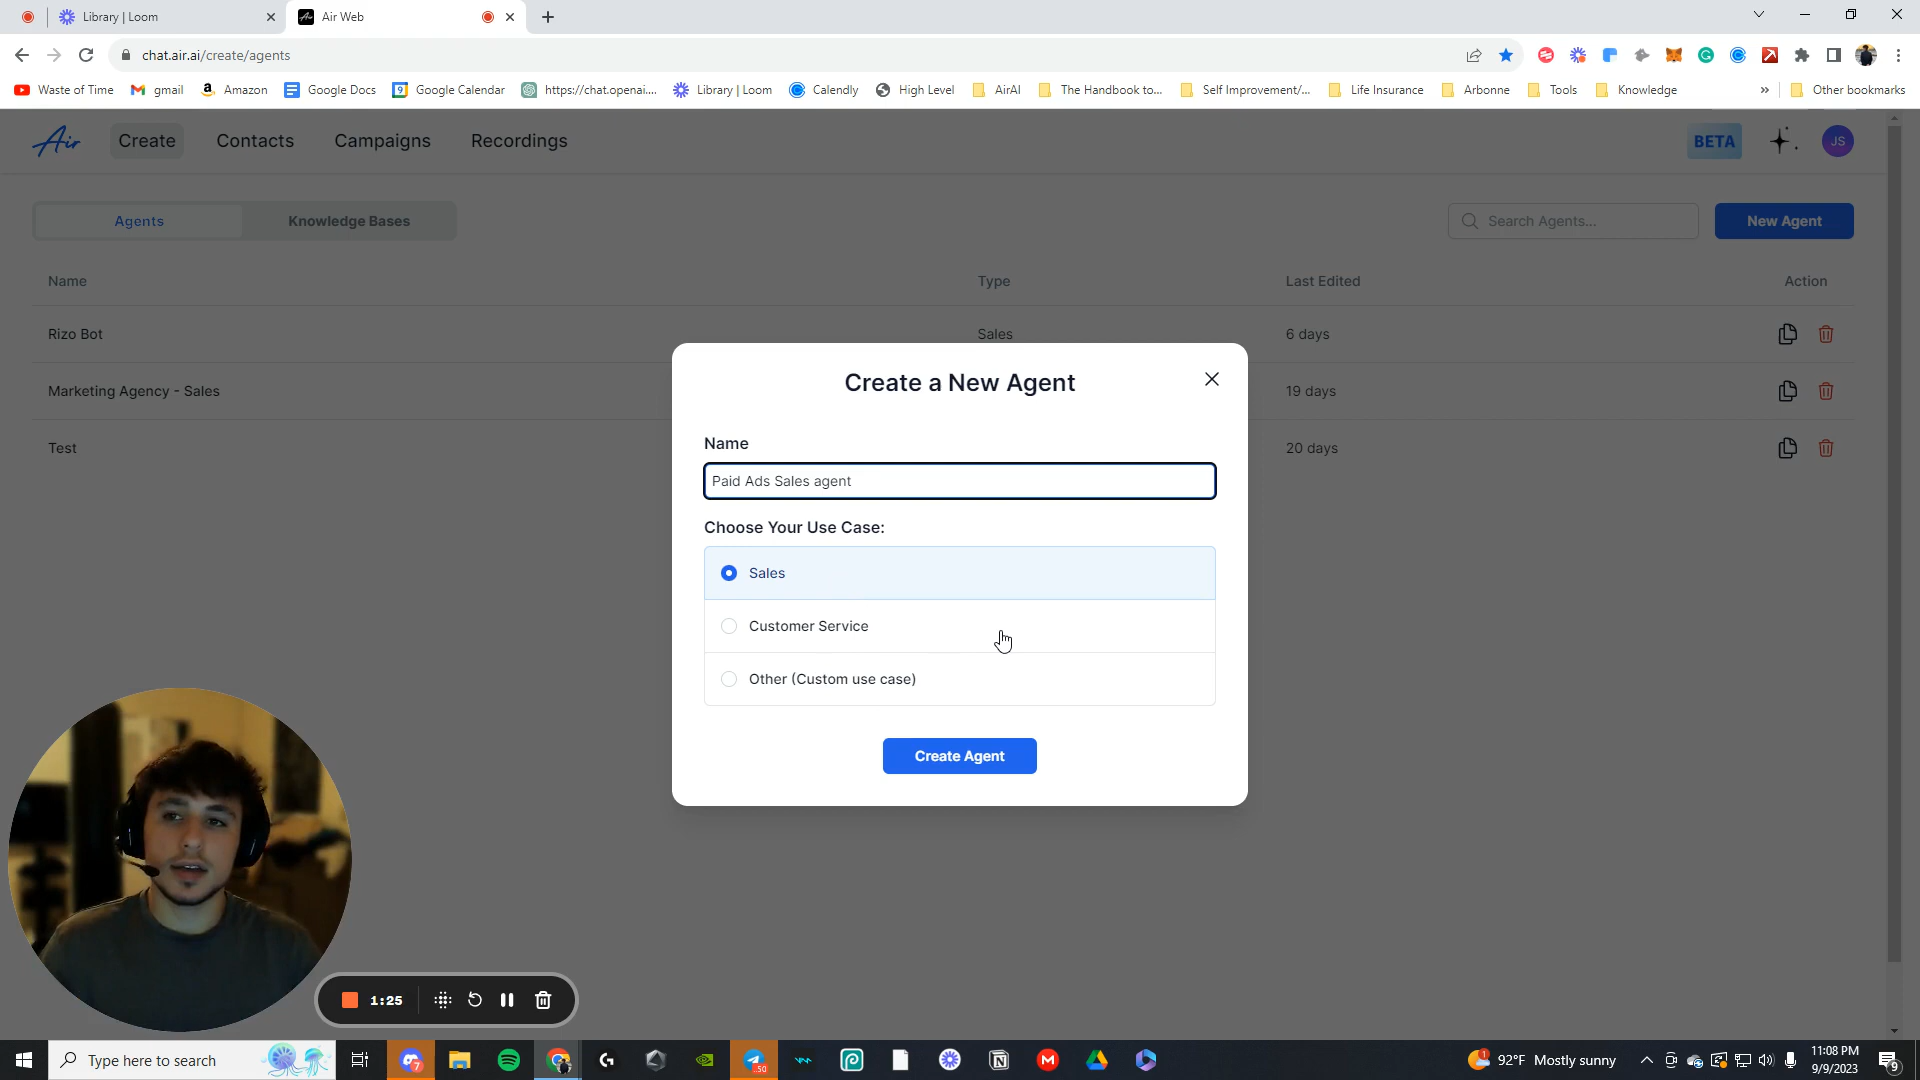 Library | Loom
Air Web
chat.air.ai/create/agents
Waste of Time
gmail
Amazon
Google Docs
Google Calendar
https://chat.openai....
Library | Loom
Calendly
High Level
AirAI
The Handbook to...
Self Improvement/...
Life Insurance
Arbonne
Tools
Knowledge
»
Other bookmarks
Air
Create
Contacts
Campaigns
Recordings
BETA
JS
Agents
Knowledge Bases
Search Agents...
New Agent
Name
Type
Last Edited
Action
Rizo Bot
Sales
6 days
Marketing Agency - Sales
19 days
Test
20 days
Create a New Agent
Name
Paid Ads Sales agent
Choose Your Use Case:
Sales
Customer Service
Other (Custom use case)
Create Agent
1:25
Type here to search
7
50
92°F Mostly sunny
11:08 PM
9/9/2023
9